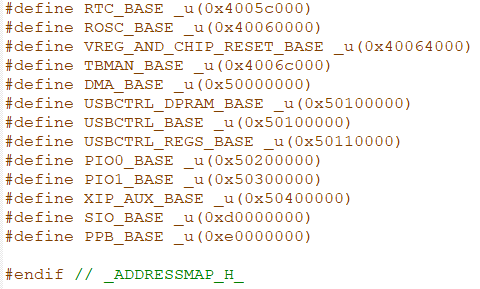 #define RTC_BASE _u(0x4005c000)
#define ROSC_BASE _u(0x40060000)
#define VREG_AND_CHIP_RESET_BASE _u(0x40064000)
#define TBMAN_BASE _u(0x4006c000)
#define DMA_BASE _u(0x50000000)
#define USBCTRL_DPRAM_BASE _u(0x50100000)
#define USBCTRL_BASE _u(0x50100000)
#define USBCTRL_REGS_BASE _u(0x50110000)
#define PIO0_BASE _u(0x50200000)
#define PIO1_BASE _u(0x50300000)
#define XIP_AUX_BASE _u(0x50400000)
#define SIO_BASE _u(0xd0000000)
#define PPB_BASE _u(0xe0000000)
#endif // _ADDRESSMAP_H_